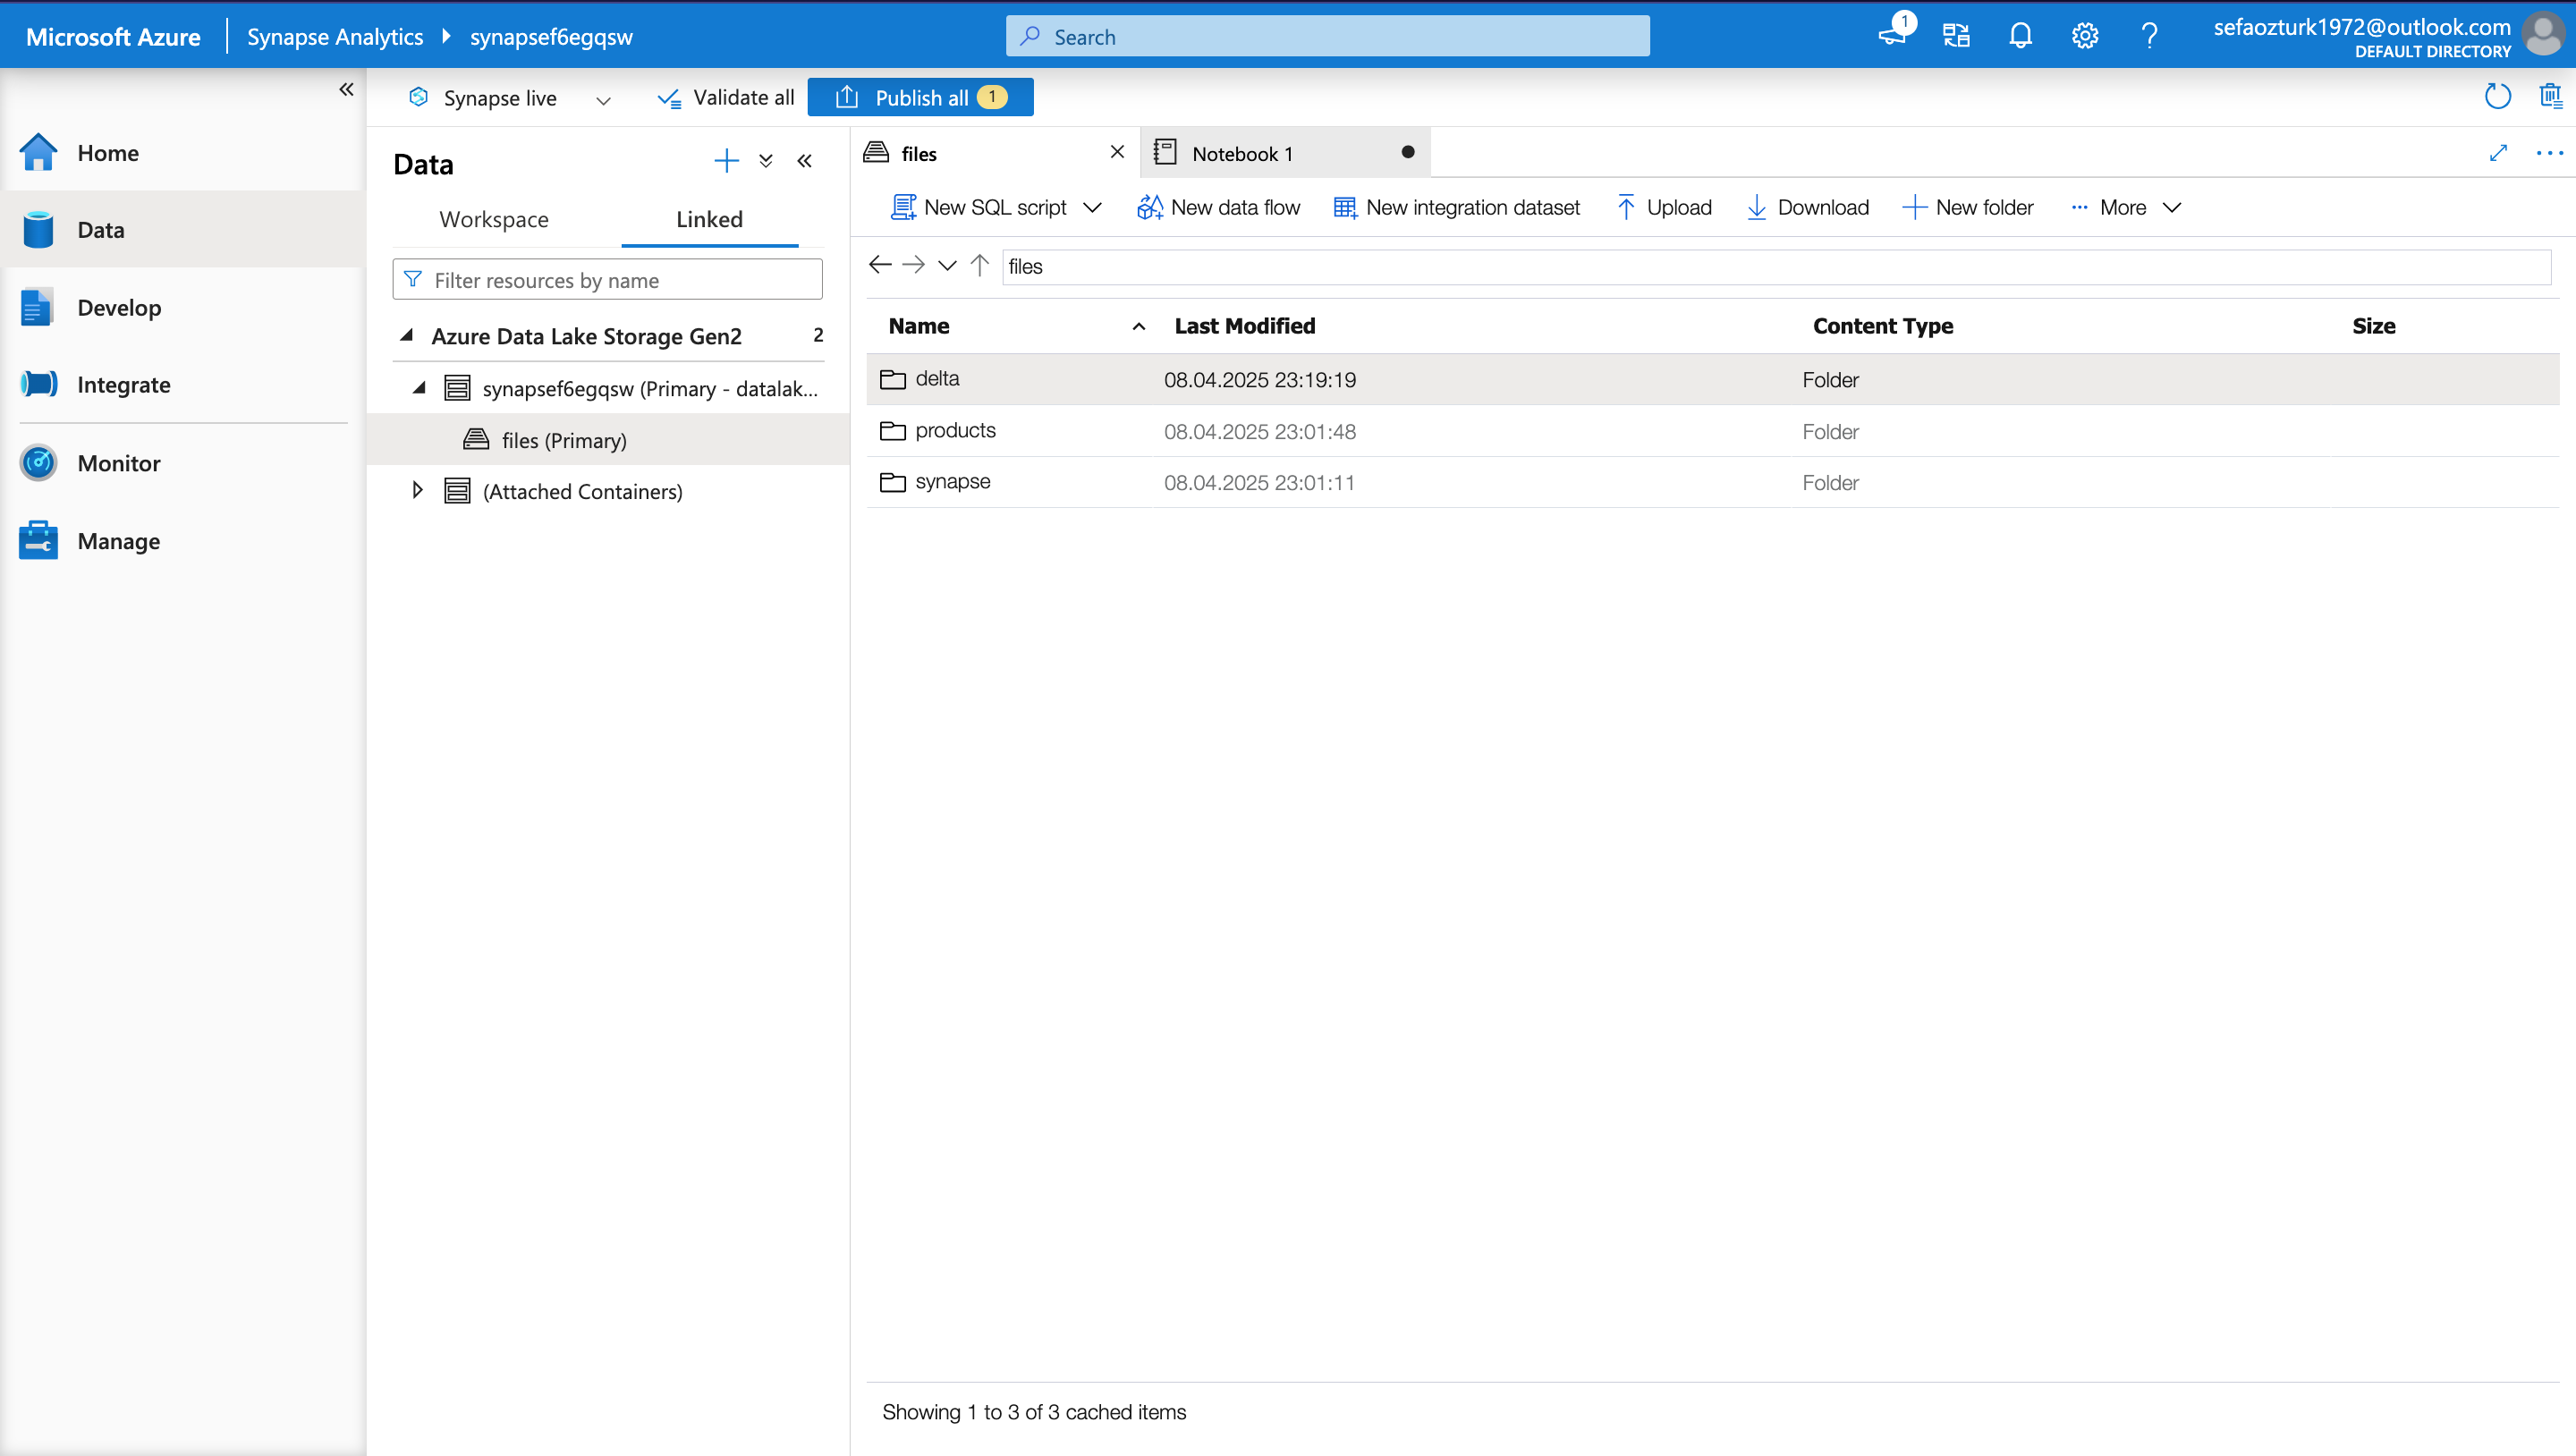 Microsoft Azure
Synapse Analytics
synapsef6egqsw
Search
1
sefaozturk1972@outlook.com
DEFAULT DIRECTORY
Synapse live
Validate all
Publish all 1
Home
Data
Develop
Integrate
Monitor
Manage
Data
Workspace
Linked
Filter resources by name
Azure Data Lake Storage Gen2 2
synapsef6egqsw (Primary - datalak...
files (Primary)
(Attached Containers)
files
Notebook 1
New SQL script
New data flow
New integration dataset
Upload
Download
New folder
More
files
Name Last Modified Content Type Size
delta 08.04.2025 23:19:19 Folder
products 08.04.2025 23:01:48 Folder
synapse 08.04.2025 23:01:11 Folder
Showing 1 to 3 of 3 cached items